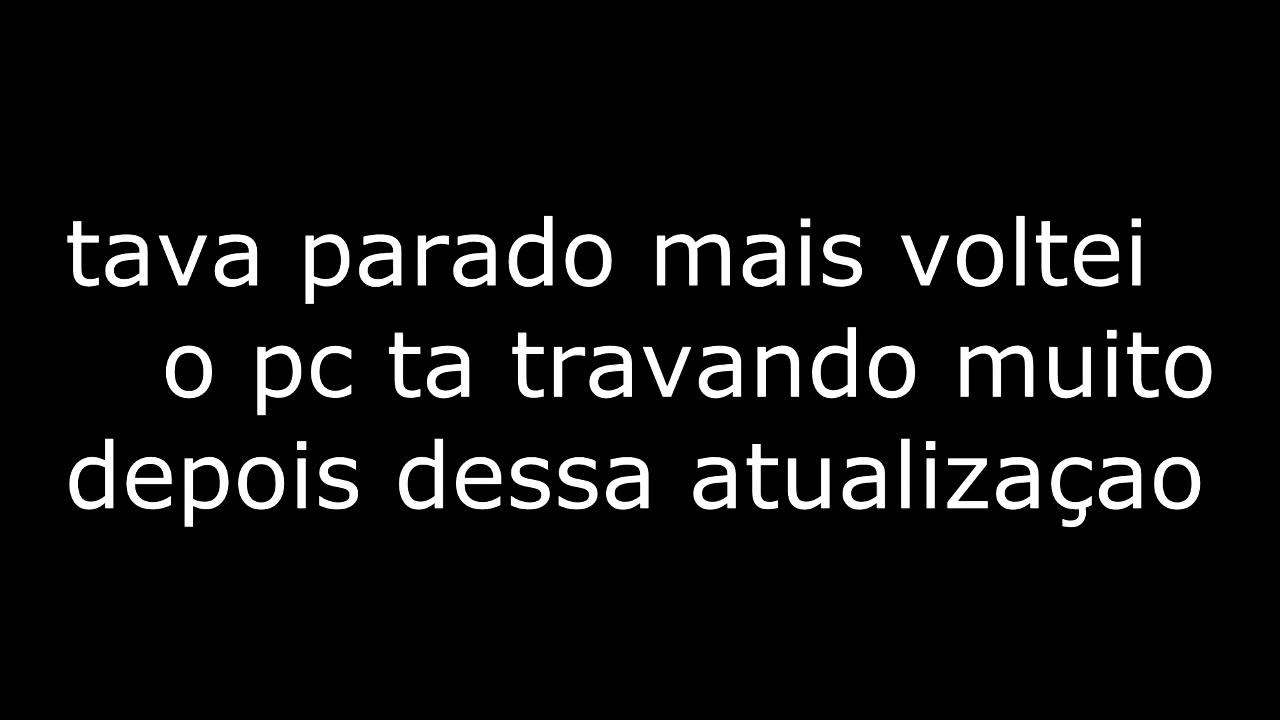 tava parado mais voltei
o pc ta travando muito
depois dessa atualizaçao